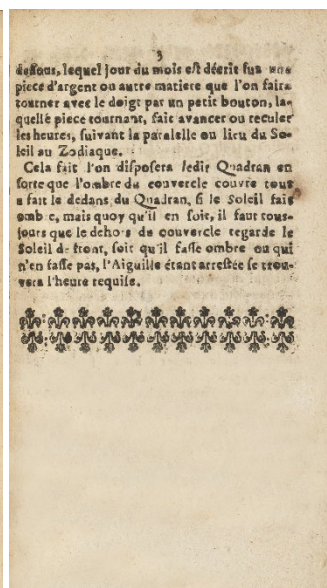 3
dessous, lequel jour du mois est décrit sur une
piece d'argent ou autre matiere que l'on faira
tourner avec le doigt par un petit bouton, la-
quelle piece tournant, fait avancer ou reculer
les heures, suivant la paralelle ou lieu du So-
leil au Zodiaque.
Cela fait l'on disposera ledit Quadran en
sorte que l'ombre du couvercle couvre tout
a fait le dedans du Quadran, si le Soleil fait
ombre, mais quoy qu'il en soit, il faut tous-
jours que le dehors du couvercle regarde le
Soleil de front, soit qu'il fasse ombre ou qui
n'en fasse pas, l'Aiguille étant arrestée se trou-
vera l'heure requise.